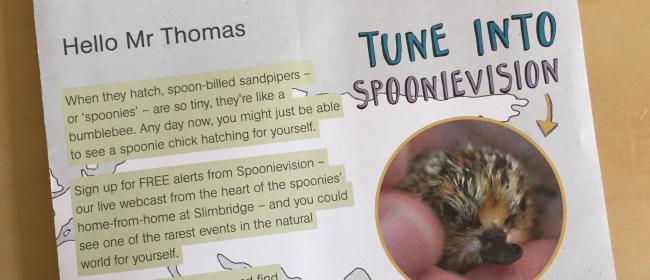 Hello Mr Thomas
TUNE INTO
SPOONIEVISION
When they hatch, spoon-billed sandpipers –
or 'spoonies' – are so tiny, they're like a
bumblebee. Any day now, you might just be able
to see a spoonie chick hatching for yourself.
Sign up for FREE alerts from Spoonievision –
our live webcast from the heart of the spoonies'
home-from-home at Slimbridge – and you could
see one of the rarest events in the natural
world for yourself.
and find